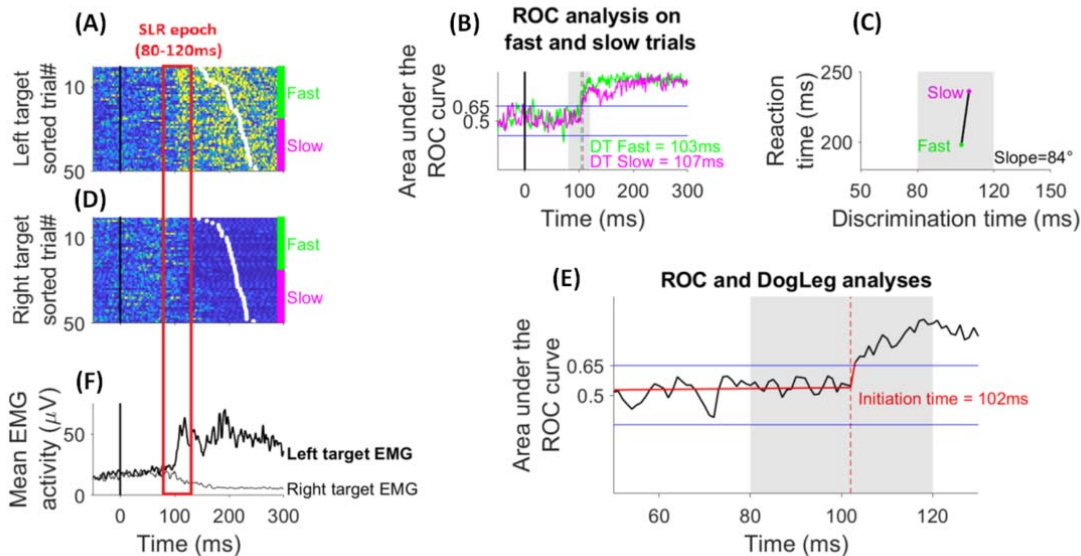 (A)
SLR epoch
(80-120ms)
Left target
sorted trial#
10
50
Fast
Slow
(D)
Right target
sorted trial#
10
50
Fast
Slow
(F)
Mean EMG
activity (μV)
50
0
0 100 200 300
Time (ms)
Left target EMG
Right target EMG
(B)
ROC analysis on
fast and slow trials
Area under the
ROC curve
0.65
0.5
DT Fast = 103ms
DT Slow = 107ms
0 100 200 300
Time (ms)
(C)
Reaction
time (ms)
250
200
Slow
Fast
Slope=84°
50 80 120 150
Discrimination time (ms)
(E)
ROC and DogLeg analyses
Area under the
ROC curve
0.65
0.5
Initiation time = 102ms
60 80 100 120
Time (ms)